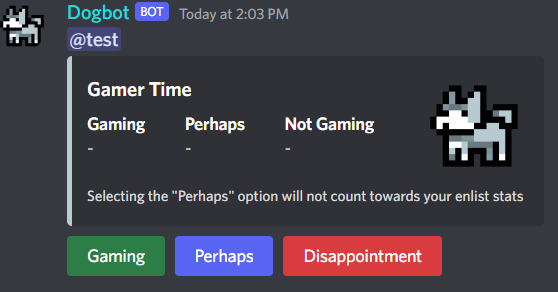 Dogbot BOT Today at 2:03 PM
@test
Gamer Time
Gaming Perhaps Not Gaming
- - -
Selecting the "Perhaps" option will not count towards your enlist stats
Gaming Perhaps Disappointment